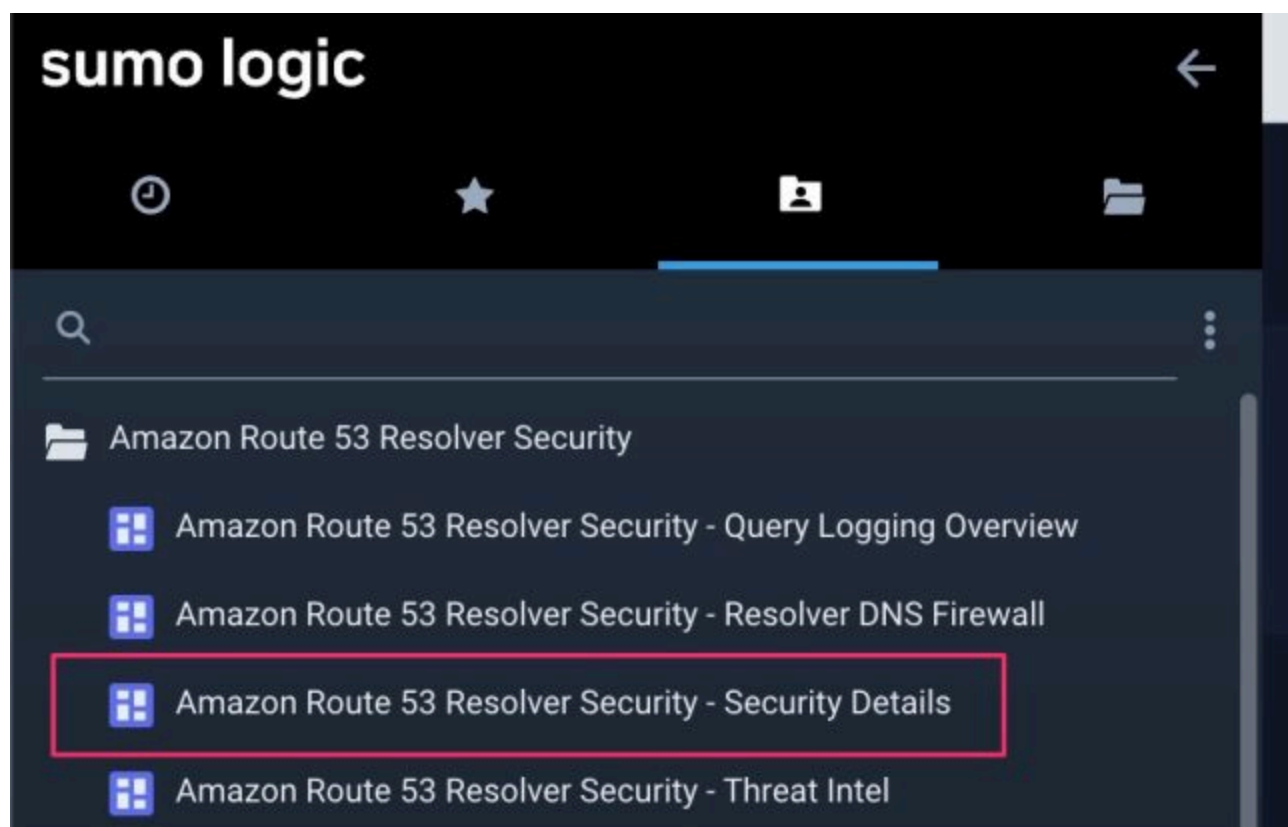 sumo logic
Amazon Route 53 Resolver Security
Amazon Route 53 Resolver Security - Query Logging Overview
Amazon Route 53 Resolver Security - Resolver DNS Firewall
Amazon Route 53 Resolver Security - Security Details
Amazon Route 53 Resolver Security - Threat Intel